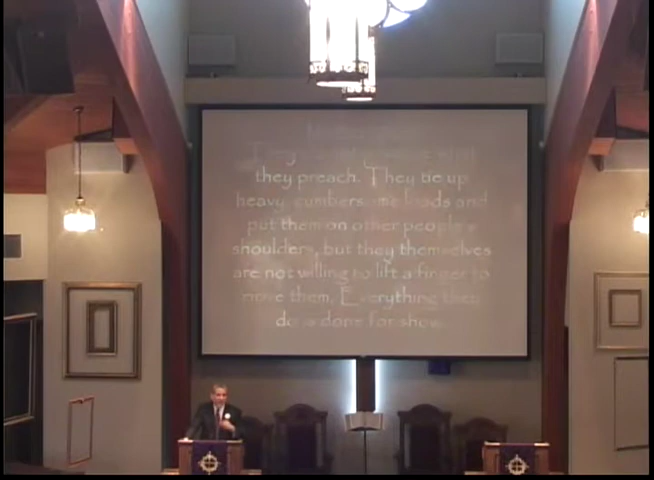 they preach. They tie up
heavy, cumbersome loads and
put them on other people's
shoulders, but they themselves
are not willing to lift a finger to
move them. Everything they
do is done for show.